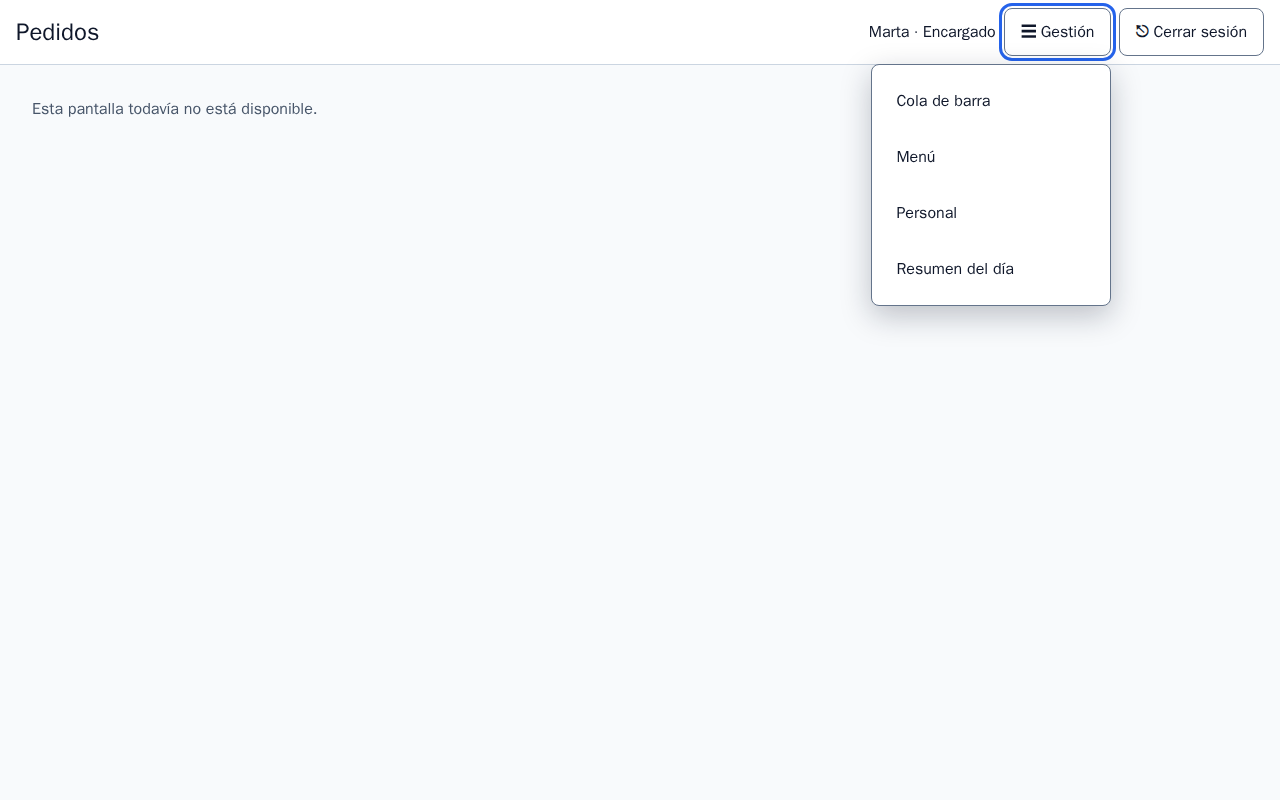 Pedidos
Marta · Encargado
☰ Gestión
Cerrar sesión
Esta pantalla todavía no está disponible.
Cola de barra
Menú
Personal
Resumen del día